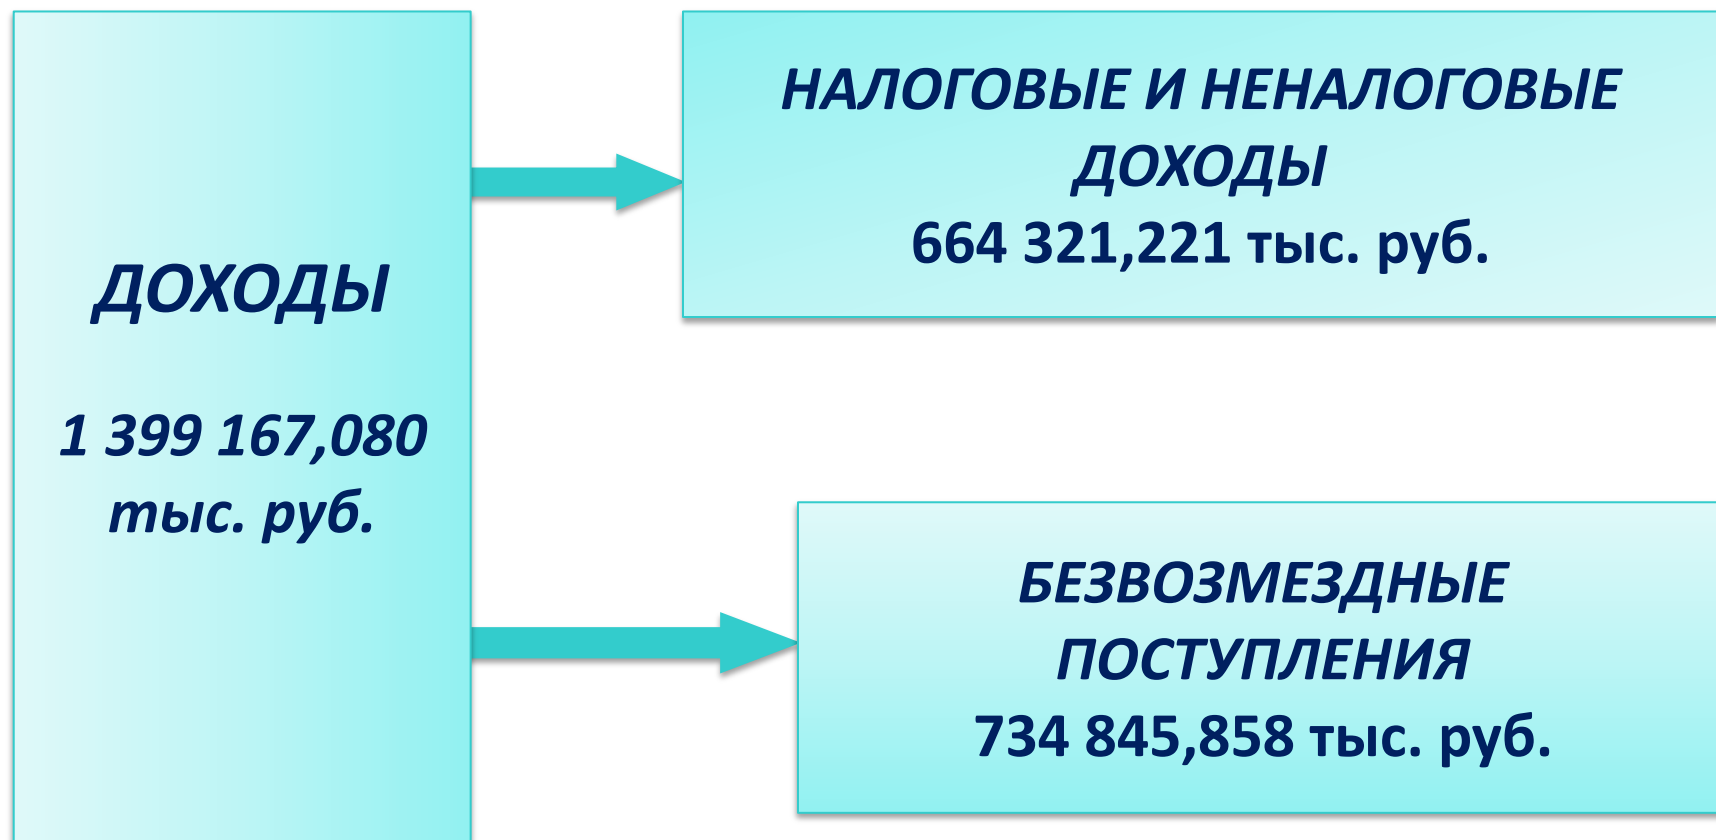 ДОХОДЫ
1 399 167,080
тыс. руб.
НАЛОГОВЫЕ И НЕНАЛОГОВЫЕ
ДОХОДЫ
664 321,221 тыс. руб.
БЕЗВОЗМЕЗДНЫЕ
ПОСТУПЛЕНИЯ
734 845,858 тыс. руб.